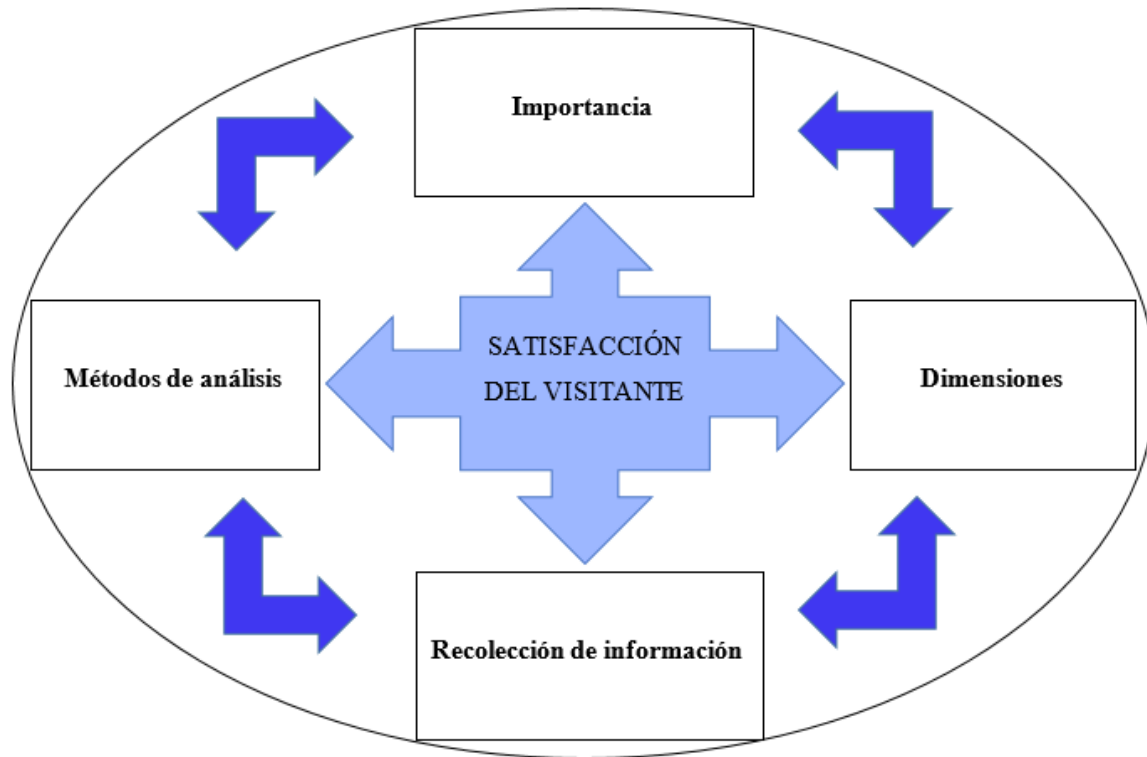 Importancia
Métodos de análisis
SATISFACCIÓN
DEL VISITANTE
Dimensiones
Recolección de información